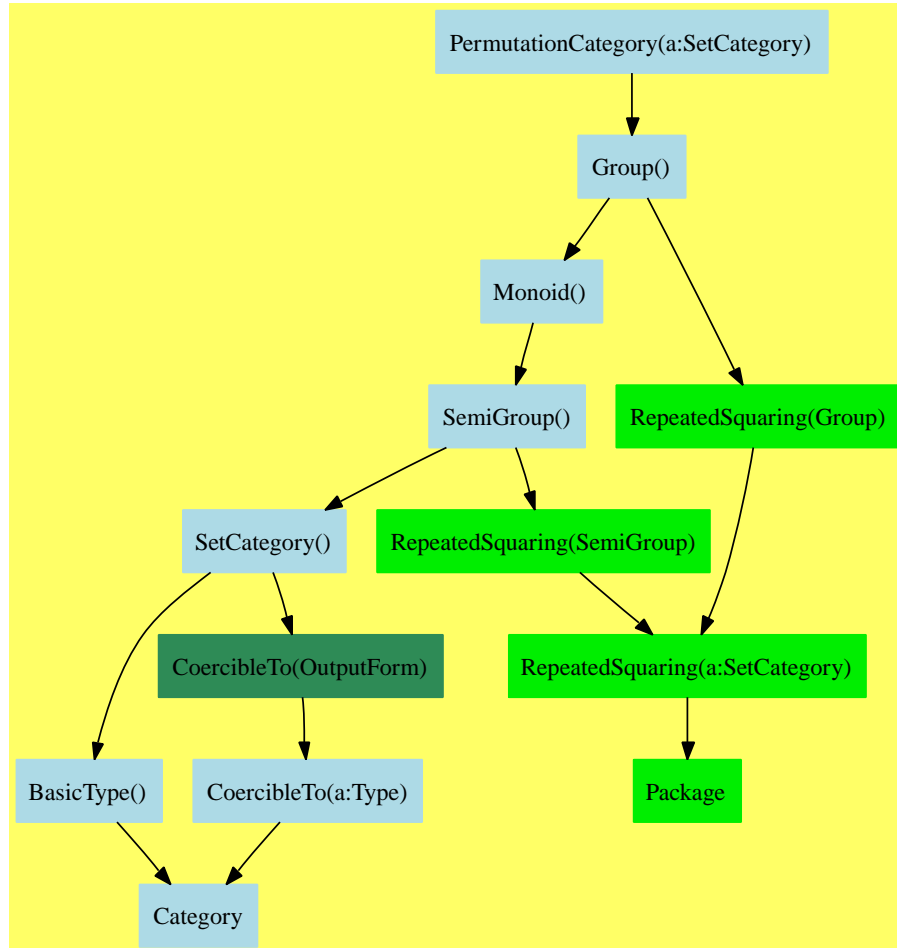 PermutationCategory(a:SetCategory)
Group()
Monoid()
SemiGroup()
RepeatedSquaring(Group)
SetCategory()
RepeatedSquaring(SemiGroup)
CoercibleTo(OutputForm)
RepeatedSquaring(a:SetCategory)
BasicType()
CoercibleTo(a:Type)
Package
Category